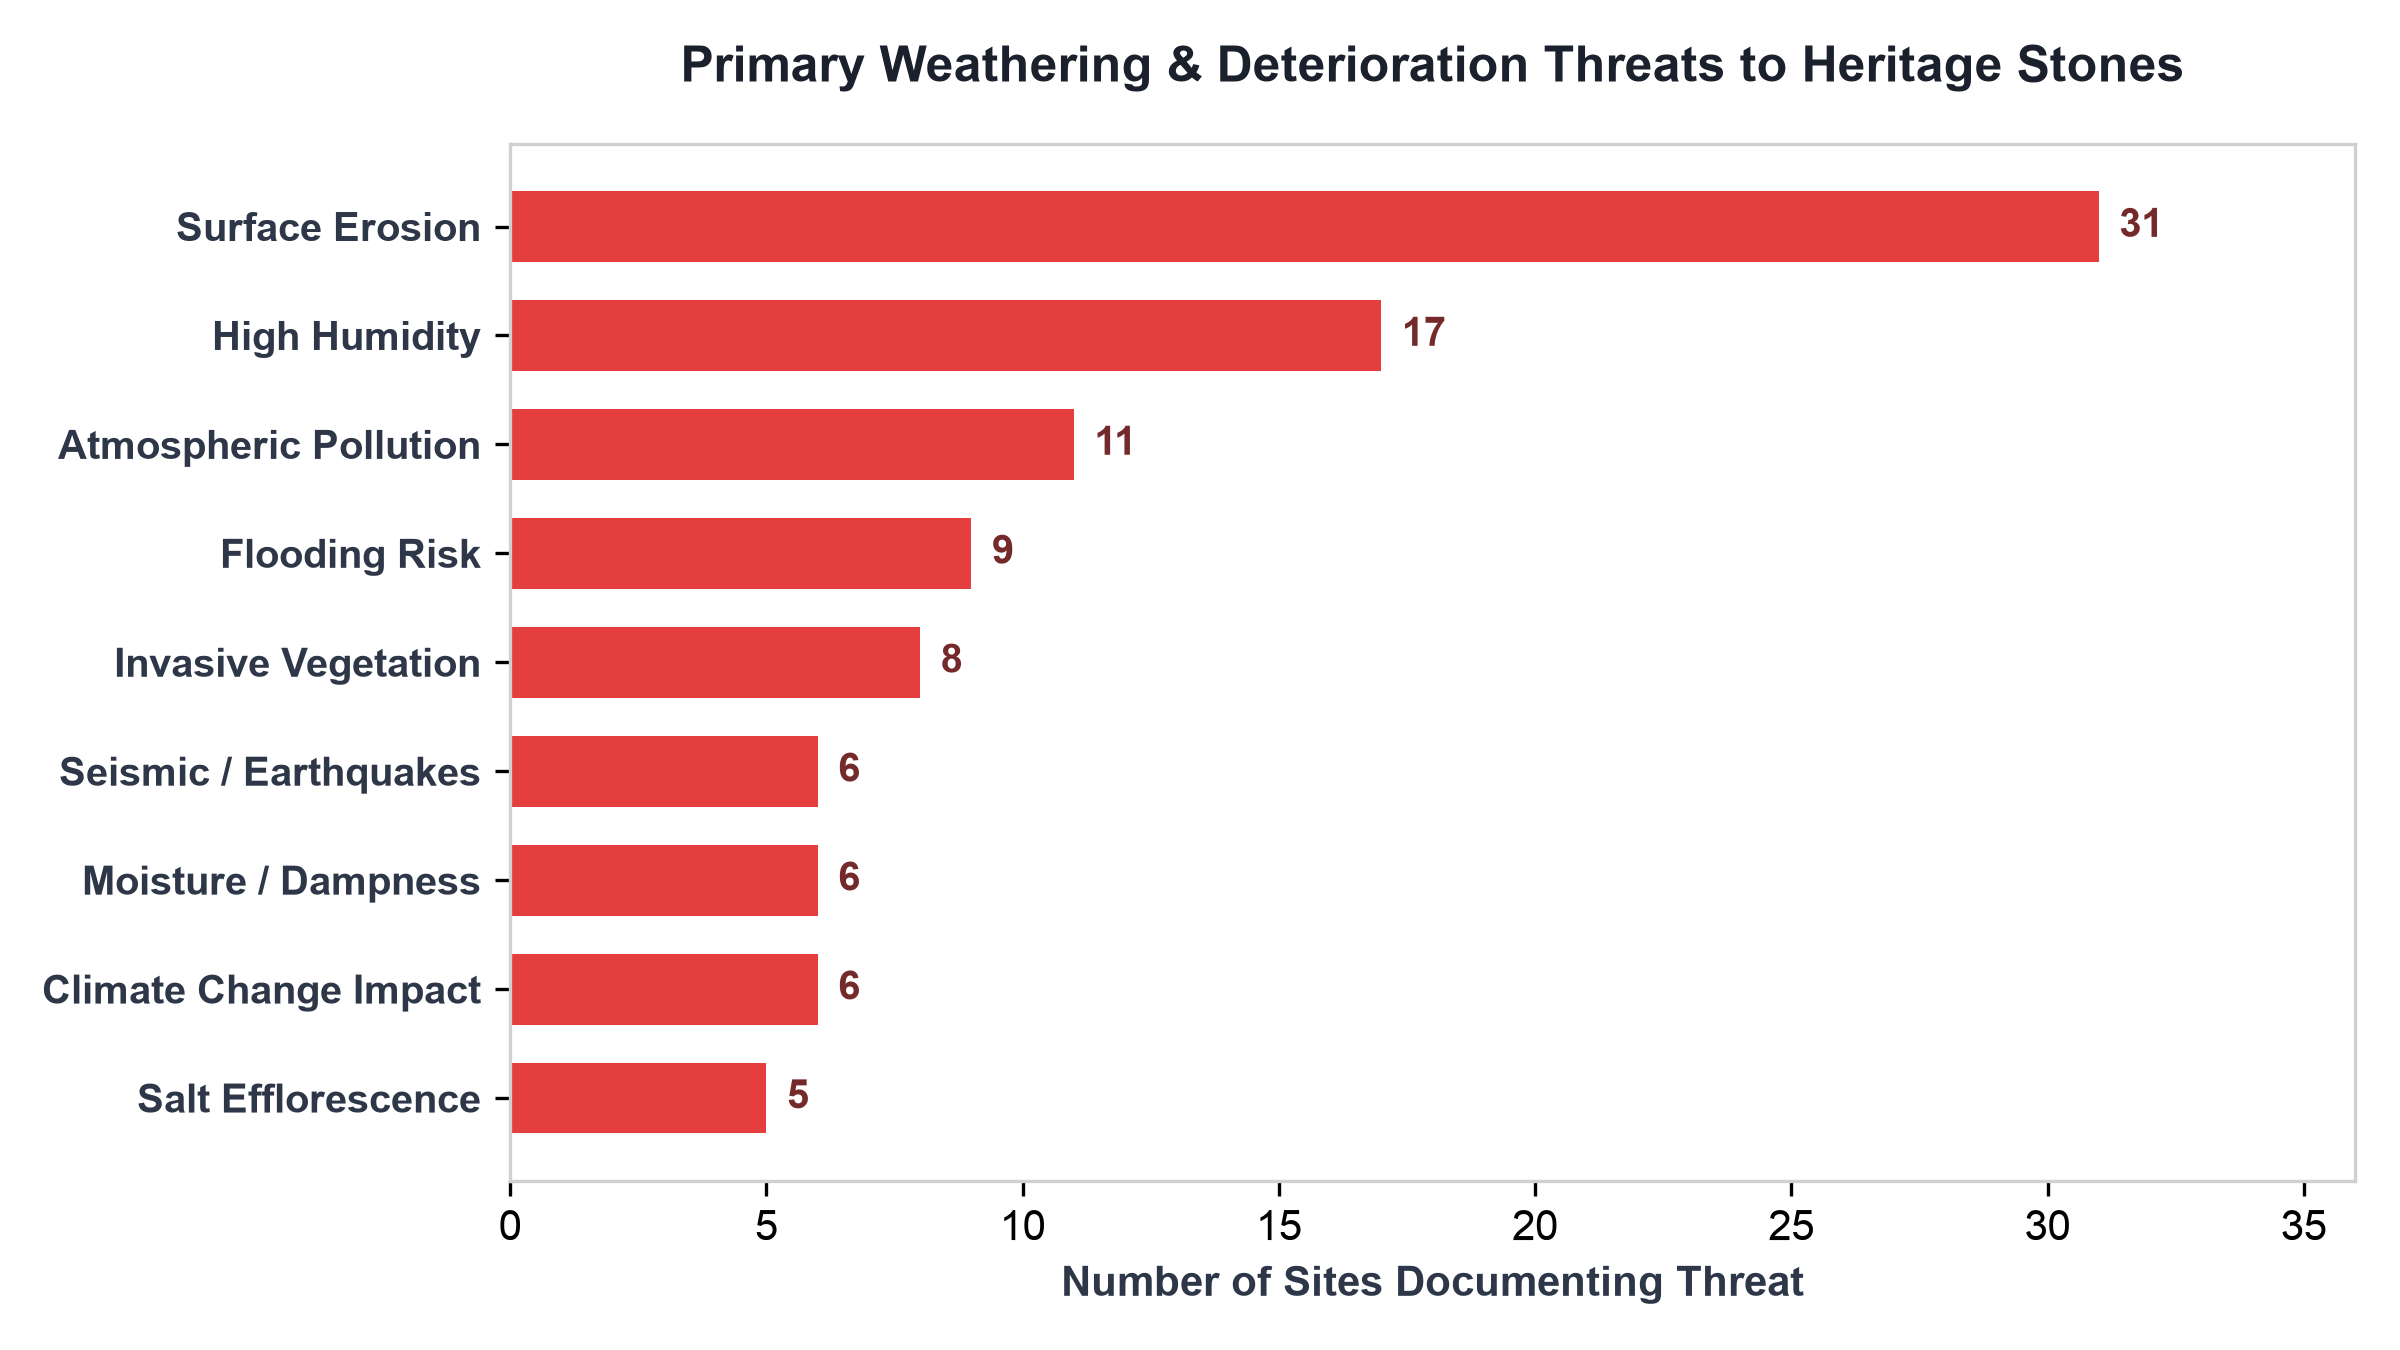 Primary Weathering & Deterioration Threats to Heritage Stones
Surface Erosion 31
High Humidity 17
Atmospheric Pollution 11
Flooding Risk 9
Invasive Vegetation 8
Seismic / Earthquakes 6
Moisture / Dampness 6
Climate Change Impact 6
Salt Efflorescence 5
0 5 10 15 20 25 30 35
Number of Sites Documenting Threat